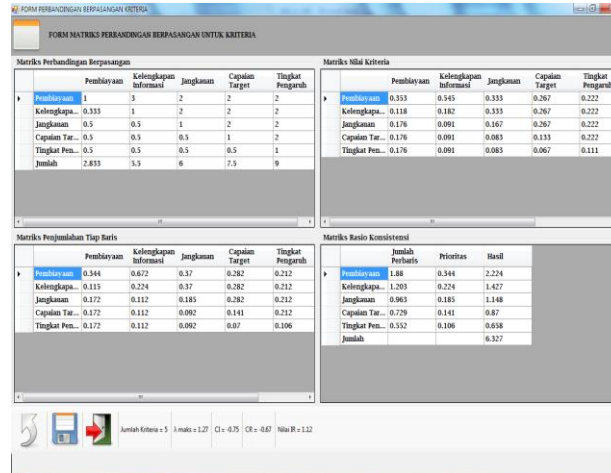 FORM PERBANDINGAN BERPASANGAN KRITERIA
FORM MATRIKS PERBANDINGAN BERPASANGAN UNTUK KRITERIA
Matriks Perbandingan Berpasangan
Pembiayaan Kelengkapan Informasi Jangkauan Capaian Target Tingkat Pengaruh
Pembiayaan 1 3 2 2 2
Kelengkapa... 0.333 1 2 2 2
Jangkauan 0.5 0.5 1 2 2
Capaian Tar... 0.5 0.5 0.5 1 2
Tingkat Pen... 0.5 0.5 0.5 0.5 1
Jumlah 2.833 5.5 6 7.5 9
Matriks Nilai Kriteria
Pembiayaan Kelengkapan Informasi Jangkauan Capaian Target Tingkat Pengaruh
Pembiayaan 0.353 0.545 0.333 0.267 0.222
Kelengkapa... 0.118 0.182 0.333 0.267 0.222
Jangkauan 0.176 0.091 0.167 0.267 0.222
Capaian Tar... 0.176 0.091 0.083 0.133 0.222
Tingkat Pen... 0.176 0.091 0.083 0.067 0.111
Matriks Penjumlahan Tiap Baris
Pembiayaan Kelengkapan Informasi Jangkauan Capaian Target Tingkat Pengaruh
Pembiayaan 0.344 0.672 0.37 0.282 0.212
Kelengkapa... 0.115 0.224 0.37 0.282 0.212
Jangkauan 0.172 0.112 0.185 0.282 0.212
Capaian Tar... 0.172 0.112 0.092 0.141 0.212
Tingkat Pen... 0.172 0.112 0.092 0.07 0.106
Matriks Rasio Konsistensi
Jumlah Perbaris Prioritas Hasil
Pembiayaan 1.88 0.344 2.224
Kelengkapa... 1.203 0.224 1.427
Jangkauan 0.963 0.185 1.148
Capaian Tar... 0.729 0.141 0.87
Tingkat Pen... 0.552 0.106 0.658
Jumlah 6.327
Jumlah Kriteria = 5 λ maks = 1.27 CI = -0.75 CR = -0.67 Nilai IR = 1.12